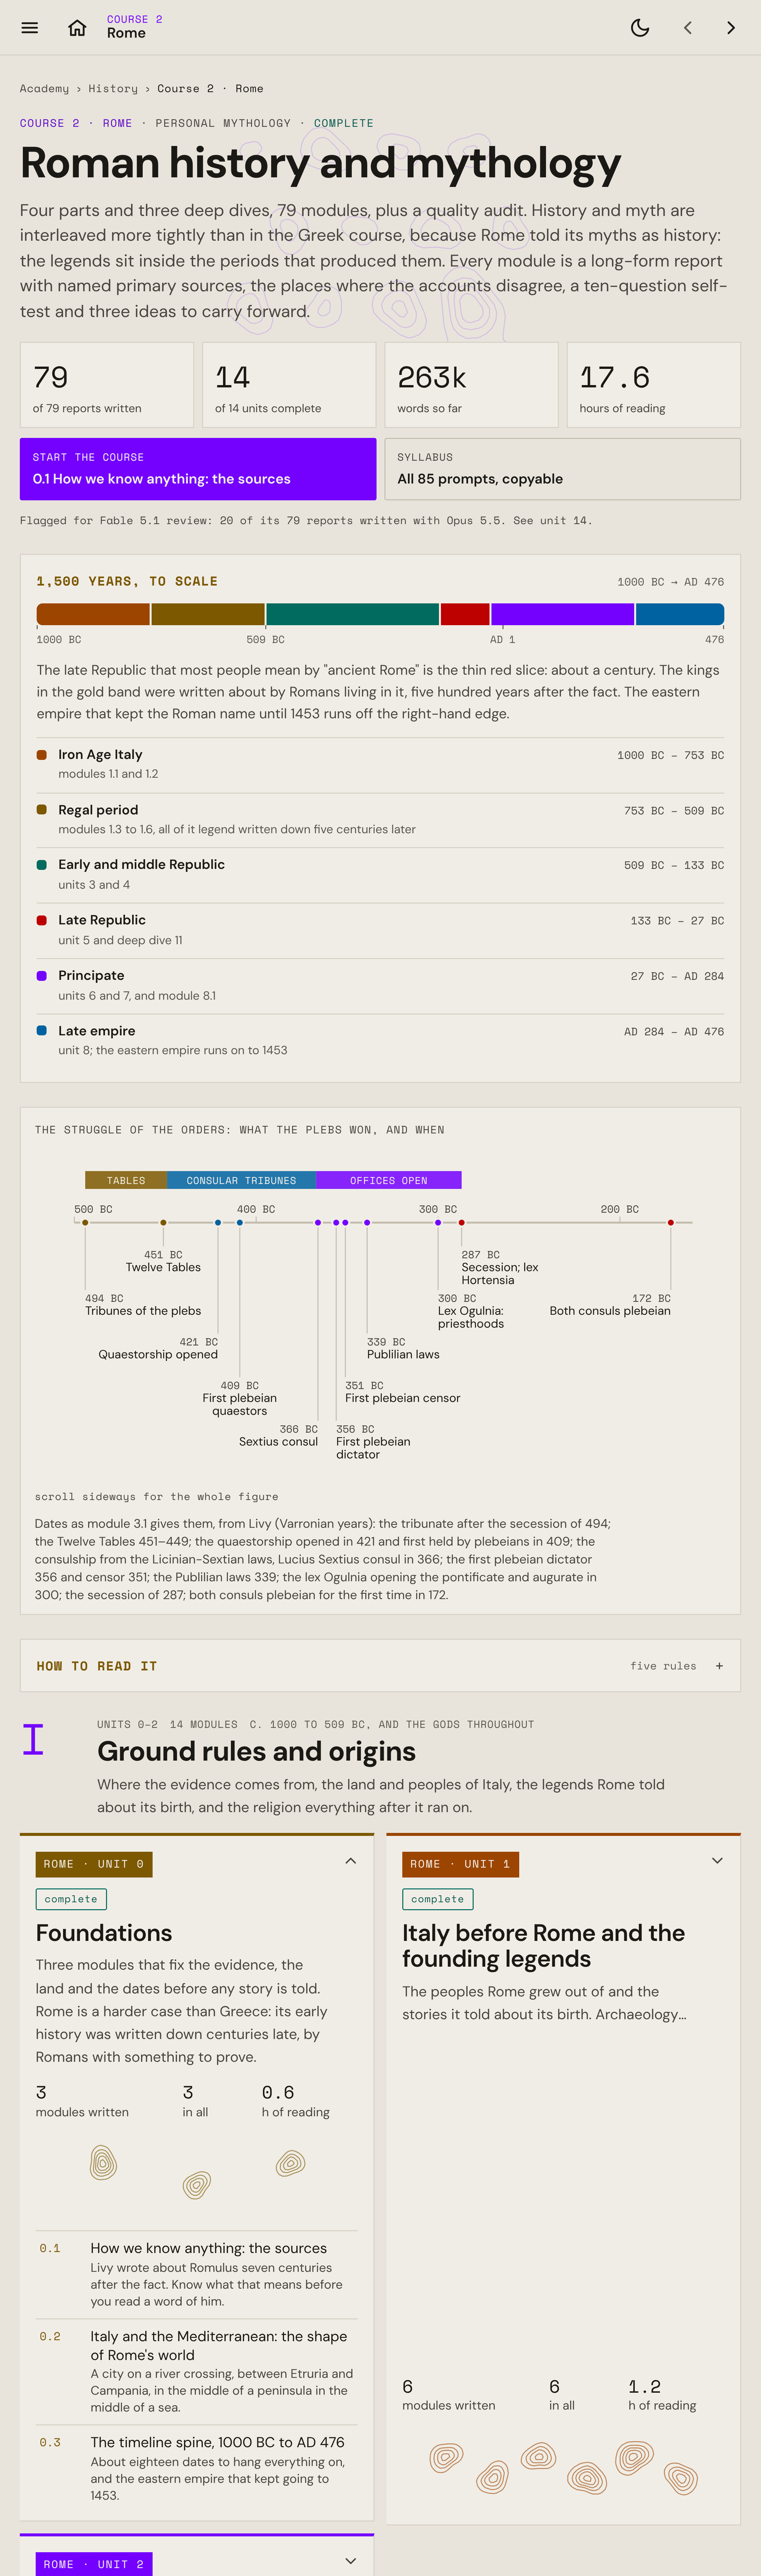 COURSE 2
Rome
Academy › History › Course 2 · Rome
COURSE 2 · ROME · PERSONAL MYTHOLOGY · COMPLETE
Roman history and mythology
Four parts and three deep dives, 79 modules, plus a quality audit. History and myth are
interleaved more tightly than in the Greek course, because Rome told its myths as history:
the legends sit inside the periods that produced them. Every module is a long-form report
with named primary sources, the places where the accounts disagree, a ten-question self-
test and three ideas to carry forward.
79
of 79 reports written
14
of 14 units complete
263k
words so far
17.6
hours of reading
START THE COURSE
0.1 How we know anything: the sources
SYLLABUS
All 85 prompts, copyable
Flagged for Fable 5.1 review: 20 of its 79 reports written with Opus 5.5. See unit 14.
1,500 YEARS, TO SCALE
1000 BC → AD 476
1000 BC
509 BC
AD 1
476
The late Republic that most people mean by "ancient Rome" is the thin red slice: about a century. The kings
in the gold band were written about by Romans living in it, five hundred years after the fact. The eastern
empire that kept the Roman name until 1453 runs off the right-hand edge.
Iron Age Italy
1000 BC – 753 BC
modules 1.1 and 1.2
Regal period
753 BC – 509 BC
modules 1.3 to 1.6, all of it legend written down five centuries later
Early and middle Republic
509 BC – 133 BC
units 3 and 4
Late Republic
133 BC – 27 BC
unit 5 and deep dive 11
Principate
27 BC – AD 284
units 6 and 7, and module 8.1
Late empire
AD 284 – AD 476
unit 8; the eastern empire runs on to 1453
THE STRUGGLE OF THE ORDERS: WHAT THE PLEBS WON, AND WHEN
TABLES
CONSULAR TRIBUNES
OFFICES OPEN
500 BC
400 BC
300 BC
200 BC
451 BC
Twelve Tables
287 BC
Secession; lex
Hortensia
494 BC
Tribunes of the plebs
300 BC
Lex Ogulnia:
priesthoods
172 BC
Both consuls plebeian
421 BC
Quaestorship opened
339 BC
Publilian laws
409 BC
First plebeian
quaestors
351 BC
First plebeian censor
366 BC
Sextius consul
356 BC
First plebeian
dictator
scroll sideways for the whole figure
Dates as module 3.1 gives them, from Livy (Varronian years): the tribunate after the secession of 494;
the Twelve Tables 451–449; the quaestorship opened in 421 and first held by plebeians in 409; the
consulship from the Licinian-Sextian laws, Lucius Sextius consul in 366; the first plebeian dictator
356 and censor 351; the Publilian laws 339; the lex Ogulnia opening the pontificate and augurate in
300; the secession of 287; both consuls plebeian for the first time in 172.
HOW TO READ IT
five rules +
I
UNITS 0–2 14 MODULES C. 1000 TO 509 BC, AND THE GODS THROUGHOUT
Ground rules and origins
Where the evidence comes from, the land and peoples of Italy, the legends Rome told
about its birth, and the religion everything after it ran on.
ROME · UNIT 0
complete
Foundations
Three modules that fix the evidence, the
land and the dates before any story is told.
Rome is a harder case than Greece: its early
history was written down centuries late, by
Romans with something to prove.
3
modules written
3
in all
0.6
h of reading
0.1
How we know anything: the sources
Livy wrote about Romulus seven centuries
after the fact. Know what that means before
you read a word of him.
0.2
Italy and the Mediterranean: the shape
of Rome's world
A city on a river crossing, between Etruria and
Campania, in the middle of a peninsula in the
middle of a sea.
0.3
The timeline spine, 1000 BC to AD 476
About eighteen dates to hang everything on,
and the eastern empire that kept going to
1453.
ROME · UNIT 1
complete
Italy before Rome and the
founding legends
The peoples Rome grew out of and the
stories it told about its birth. Archaeology…
6
modules written
6
in all
1.2
h of reading
ROME · UNIT 2